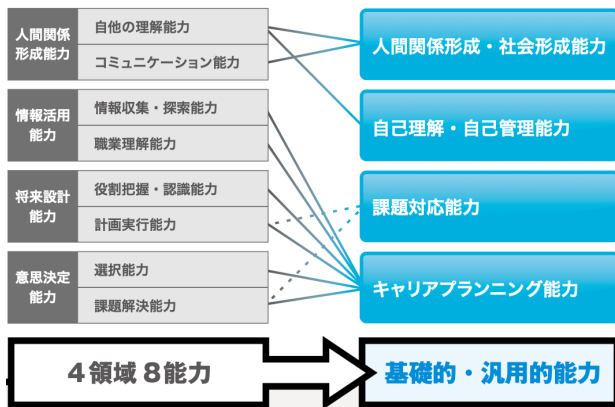 人間関係
形成能力
自他の理解能力
コミュニケーション能力
情報活用
能力
情報収集・探索能力
職業理解能力
将来設計
能力
役割把握・認識能力
計画実行能力
意思決定
能力
選択能力
課題解決能力
人間関係形成・社会形成能力
自己理解・自己管理能力
課題対応能力
キャリアプランニング能力
4領域8能力
基礎的・汎用的能力